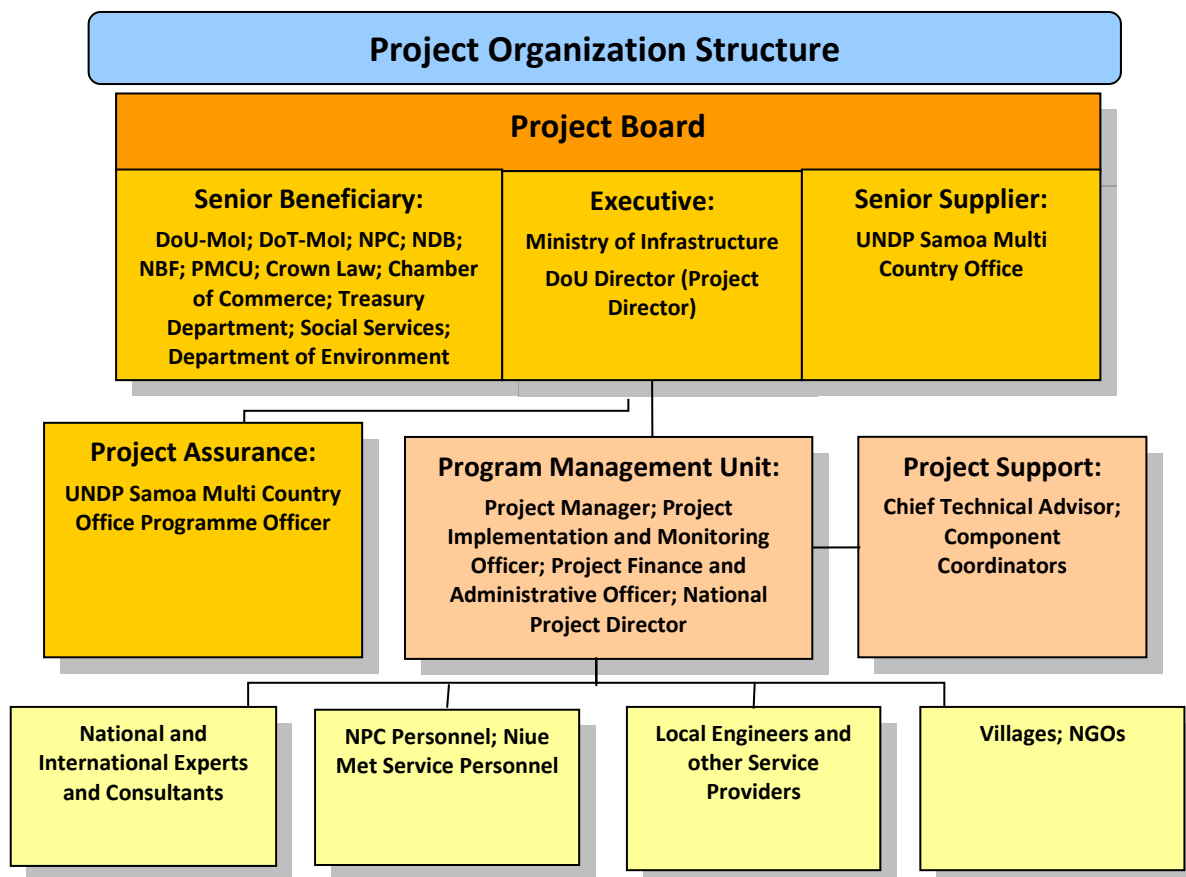 Project Organization Structure
Project Board
Senior Beneficiary:
DoU-MoI; DoT-MoI; NPC; NDB;
NBF; PMCU; Crown Law; Chamber
of Commerce; Treasury
Department; Social Services;
Department of Environment
Executive:
Ministry of Infrastructure
DoU Director (Project
Director)
Senior Supplier:
UNDP Samoa Multi
Country Office
Project Assurance:
UNDP Samoa Multi Country
Office Programme Officer
Program Management Unit:
Project Manager; Project
Implementation and Monitoring
Officer; Project Finance and
Administrative Officer; National
Project Director
Project Support:
Chief Technical Advisor;
Component
Coordinators
National and
International Experts
and Consultants
NPC Personnel; Niue
Met Service Personnel
Local Engineers and
other Service
Providers
Villages; NGOs